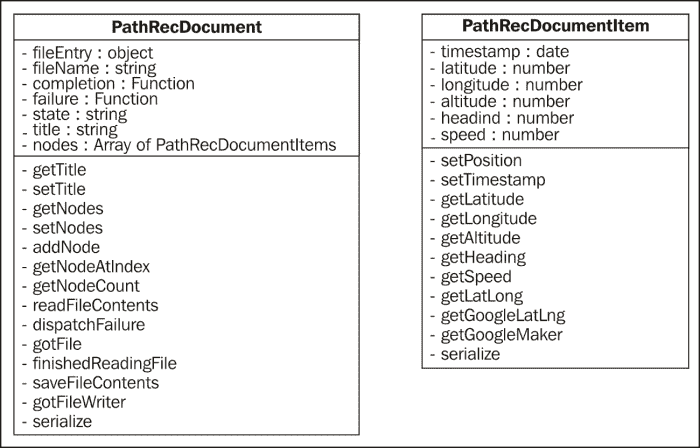 PathRecDocument
- fileEntry : object
- fileName : string
- completion : Function
- failure : Function
- state : string
- title : string
- nodes : Array of PathRecDocumentItems
- getTitle
- setTitle
- getNodes
- setNodes
- addNode
- getNodeAtIndex
- getNodeCount
- readFileContents
- dispatchFailure
- gotFile
- finishedReadingFile
- saveFileContents
- gotFileWriter
- serialize
PathRecDocumentItem
- timestamp : date
- latitude : number
- longitude : number
- altitude : number
- headind : number
- speed : number
- setPosition
- setTimestamp
- getLatitude
- getLongitude
- getAltitude
- getHeading
- getSpeed
- getLatLong
- getGoogleLatLng
- getGoogleMaker
- serialize